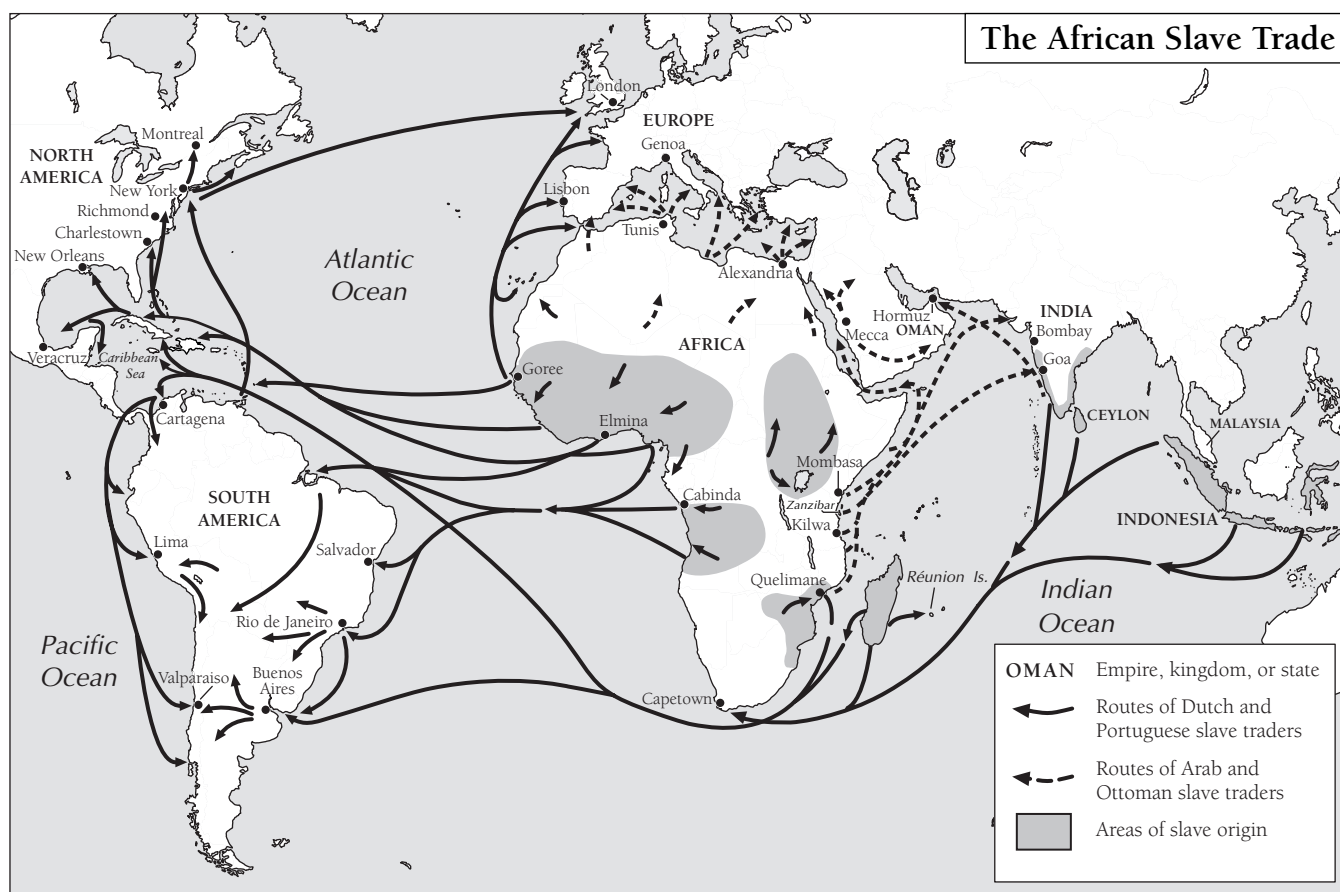 The African Slave Trade
London
EUROPE
Genoa
Montreal
NORTH
AMERICA
New York
Richmond
Charlestown
New Orleans
Lisbon
Tunis
Alexandria
Atlantic
Ocean
Hormuz
OMAN
Mecca
INDIA
Bombay
Goa
AFRICA
Veracruz
Caribbean
Sea
Goree
Cartagena
Elmina
CEYLON
MALAYSIA
Mombasa
Zanzibar
Kilwa
SOUTH
AMERICA
Cabinda
INDONESIA
Lima
Salvador
Quelimane
Réunion Is.
Indian
Ocean
Rio de Janeiro
Pacific
Ocean
Valparaiso
Buenos
Aires
Capetown
OMAN Empire, kingdom, or state
Routes of Dutch and
Portuguese slave traders
Routes of Arab and
Ottoman slave traders
Areas of slave origin